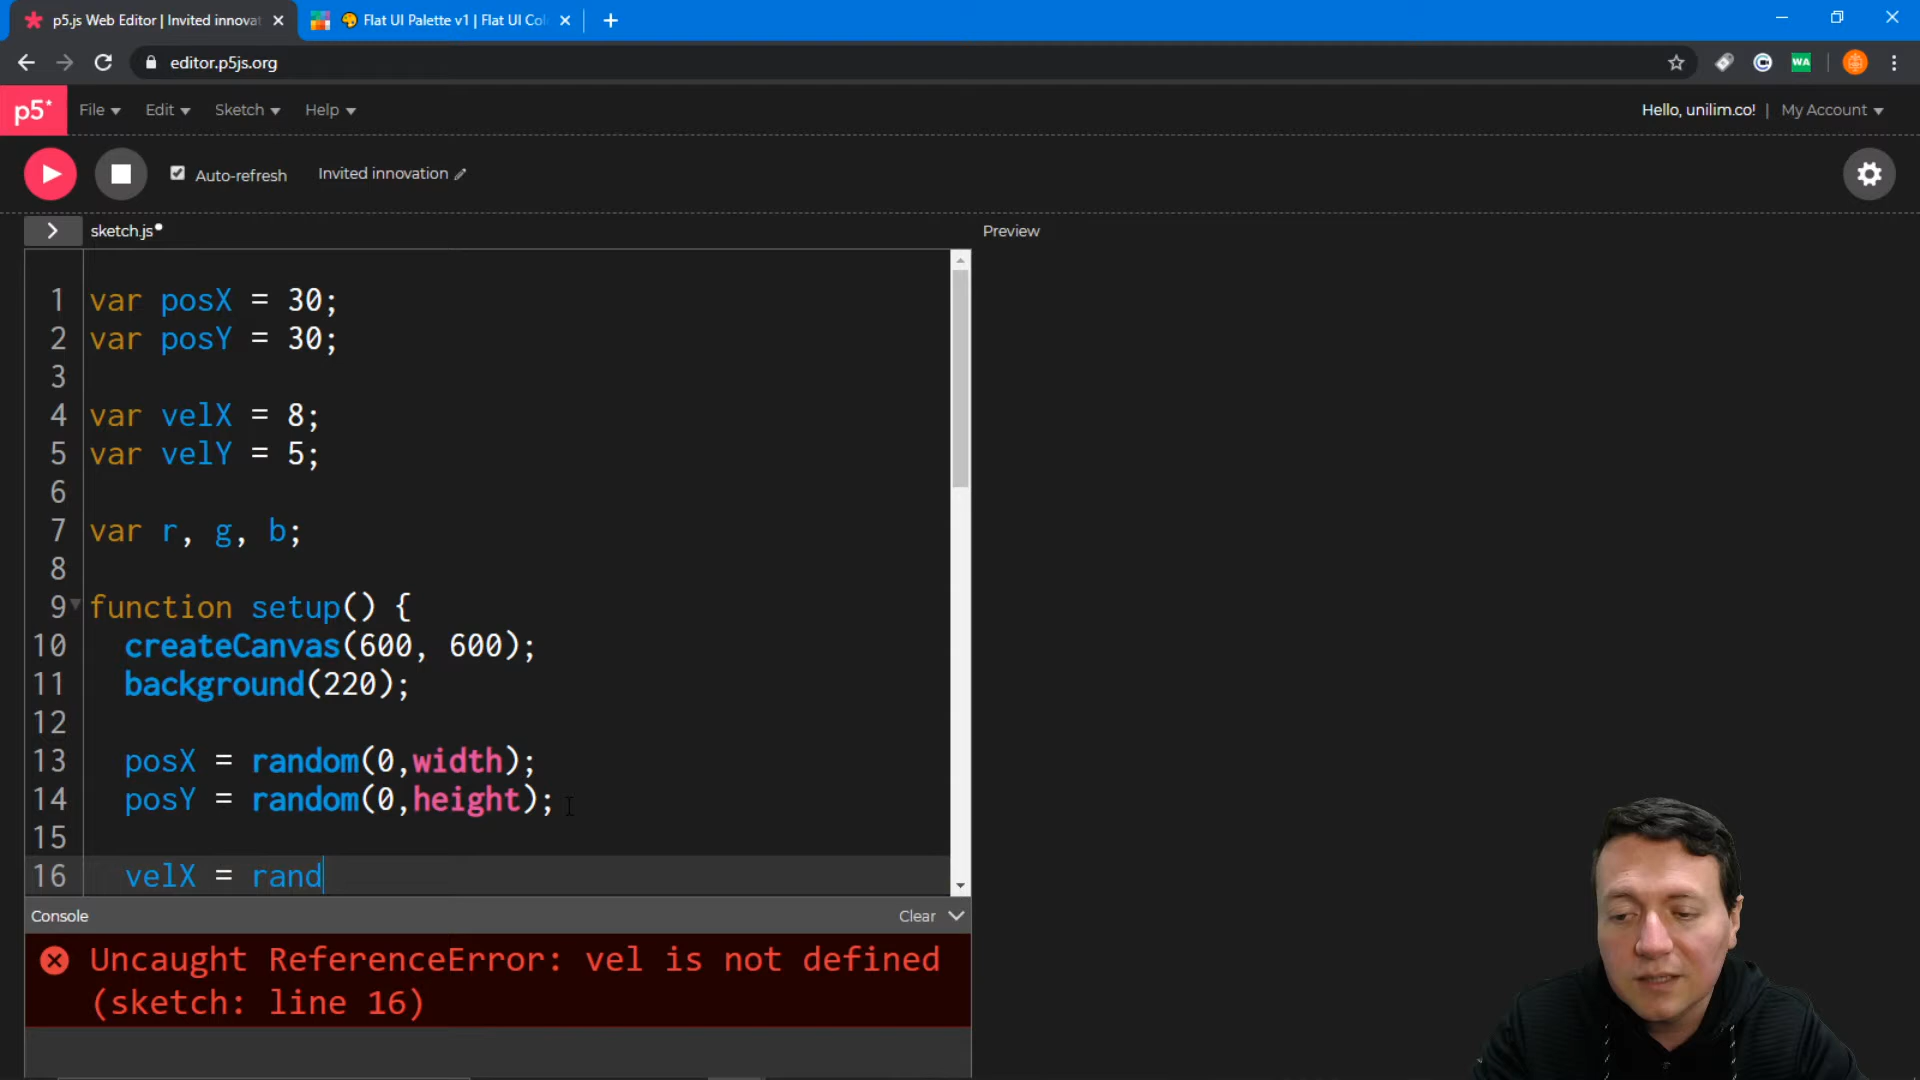 p5.js Web Editor | Invited innovat
Flat UI Palette v1 | Flat UI Col
editor.p5js.org
WA
p5*
File
Edit
Sketch
Help
Hello, unilim.co!
|
My Account
Auto-refresh
Invited innovation
sketch.js
Preview
1 var posX = 30;
2 var posY = 30;
3
4 var velX = 8;
5 var velY = 5;
6
7 var r, g, b;
8
9 function setup() {
10 createCanvas(600, 600);
11 background(220);
12
13 posX = random(0,width);
14 posY = random(0,height);
15
16 velX = rand
Console
Clear
Uncaught ReferenceError: vel is not defined
(sketch: line 16)